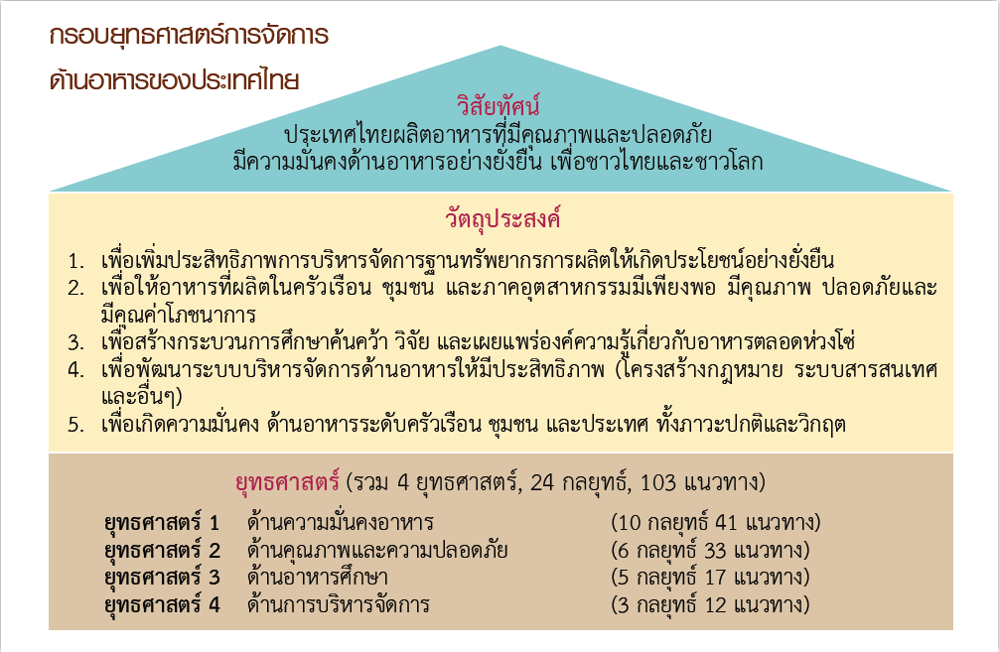 กรอบยุทธศาสตร์การจัดการ
ด้านอาหารของประเทศไทย
วิสัยทัศน์
ประเทศไทยผลิตอาหารที่มีคุณภาพและปลอดภัย
มีความมั่นคงด้านอาหารอย่างยั่งยืน เพื่อชาวไทยและชาวโลก
วัตถุประสงค์
1. เพื่อเพิ่มประสิทธิภาพการบริหารจัดการฐานทรัพยากรการผลิตให้เกิดประโยชน์อย่างยั่งยืน
2. เพื่อให้อาหารที่ผลิตในครัวเรือน ชุมชน และภาคอุตสาหกรรมมีเพียงพอ มีคุณภาพ ปลอดภัยและ
มีคุณค่าโภชนาการ
3. เพื่อสร้างกระบวนการศึกษาค้นคว้า วิจัย และเผยแพร่องค์ความรู้เกี่ยวกับอาหารตลอดห่วงโซ่
4. เพื่อพัฒนาระบบบริหารจัดการด้านอาหารให้มีประสิทธิภาพ (โครงสร้างกฎหมาย ระบบสารสนเทศ
และอื่นๆ)
5. เพื่อเกิดความมั่นคง ด้านอาหารระดับครัวเรือน ชุมชน และประเทศ ทั้งภาวะปกติและวิกฤต
ยุทธศาสตร์ (รวม 4 ยุทธศาสตร์, 24 กลยุทธ์, 103 แนวทาง)
ยุทธศาสตร์ 1 ด้านความมั่นคงอาหาร (10 กลยุทธ์ 41 แนวทาง)
ยุทธศาสตร์ 2 ด้านคุณภาพและความปลอดภัย (6 กลยุทธ์ 33 แนวทาง)
ยุทธศาสตร์ 3 ด้านอาหารศึกษา (5 กลยุทธ์ 17 แนวทาง)
ยุทธศาสตร์ 4 ด้านการบริหารจัดการ (3 กลยุทธ์ 12 แนวทาง)